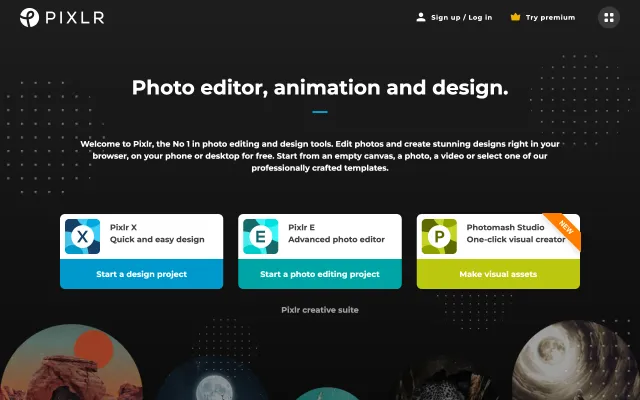 PIXLR
Sign up / Log in
Try premium
Photo editor, animation and design.
Welcome to Pixlr, the No 1 in photo editing and design tools. Edit photos and create stunning designs right in your
browser, on your phone or desktop for free. Start from an empty canvas, a photo, a video or select one of our
professionally crafted templates.
X
Pixlr X
Quick and easy design
Start a design project
E
Pixlr E
Advanced photo editor
Start a photo editing project
P
Photomash Studio
One-click visual creator
NEW
Make visual assets
Pixlr creative suite